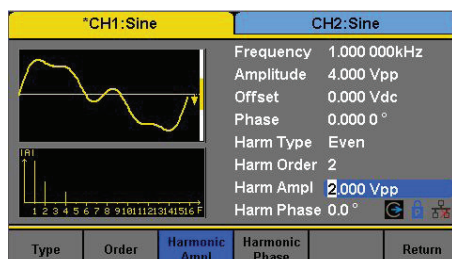 *CH1:Sine
CH2:Sine
Frequency 1.000 000kHz
Amplitude 4.000 Vpp
Offset 0.000 Vdc
Phase 0.000 0 °
Harm Type Even
Harm Order 2
Harm Ampl 2.000 Vpp
Harm Phase 0.0 °
|A|
1 2 3 4 5 6 7 8 9 10 11 12 13 14 15 16 F
Type Order Harmonic Ampl Harmonic Phase Return